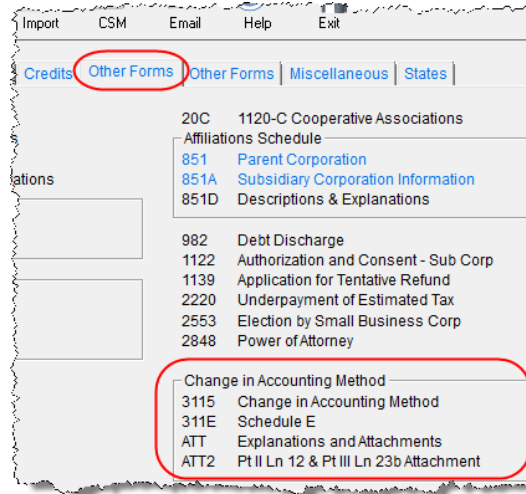 Import CSM Email Help Exit
Credits Other Forms Other Forms Miscellaneous States
20C 1120-C Cooperative Associations
Affiliations Schedule
851 Parent Corporation
ations
851A Subsidiary Corporation Information
851D Descriptions & Explanations
982 Debt Discharge
1122 Authorization and Consent - Sub Corp
1139 Application for Tentative Refund
2220 Underpayment of Estimated Tax
2553 Election by Small Business Corp
2848 Power of Attorney
Change in Accounting Method
3115 Change in Accounting Method
311E Schedule E
ATT Explanations and Attachments
ATT2 Pt II Ln 12 & Pt III Ln 23b Attachment